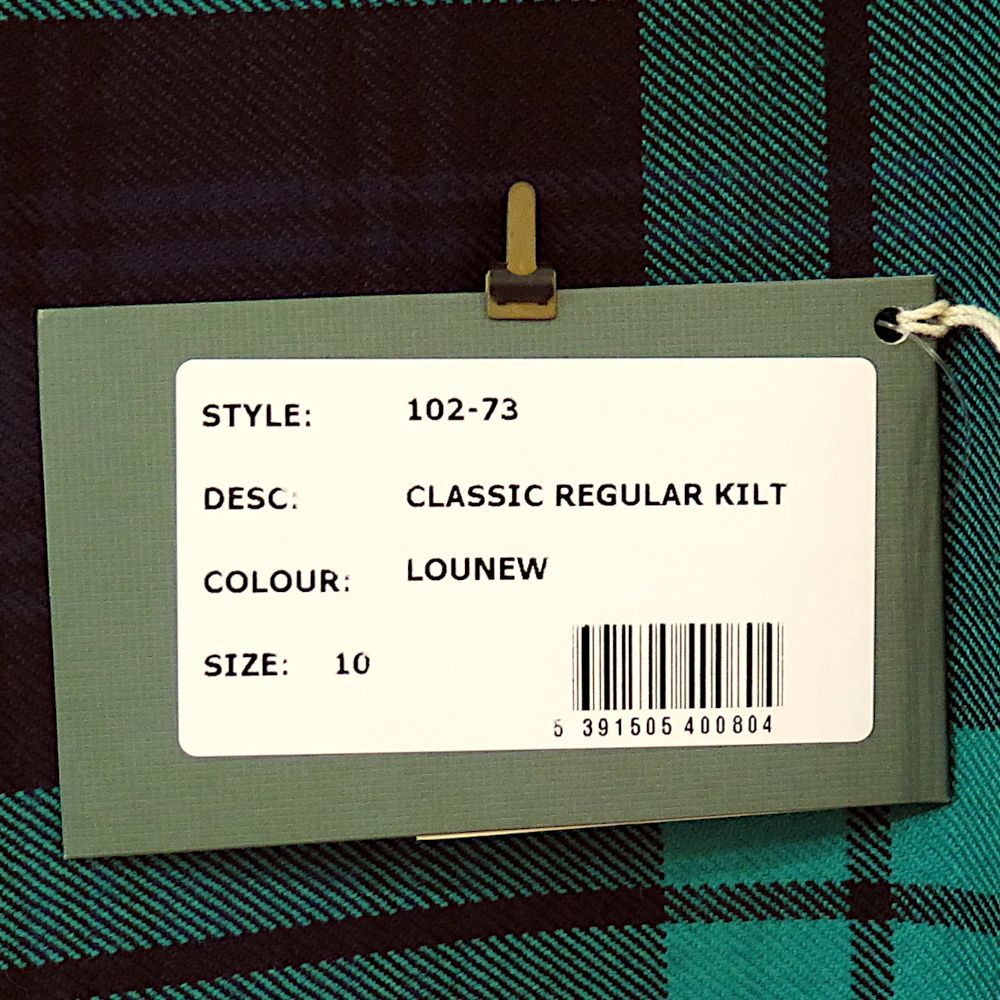 STYLE: 102-73
DESC: CLASSIC REGULAR KILT
COLOUR: LOUNEW
SIZE: 10
5 391505 400804